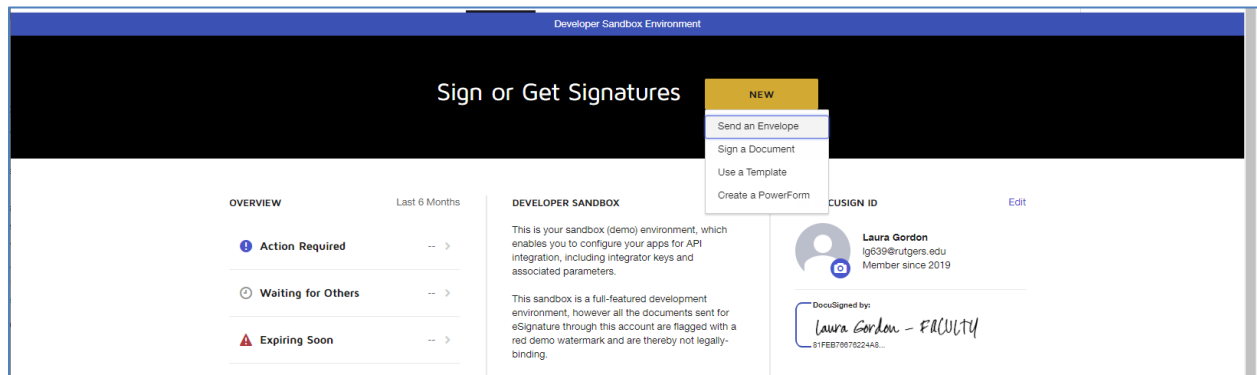 Developer Sandbox Environment
Sign or Get Signatures
NEW
Send an Envelope
Sign a Document
Use a Template
Create a PowerForm
OVERVIEW
Last 6 Months
Action Required
--
Waiting for Others
--
Expiring Soon
--
DEVELOPER SANDBOX
This is your sandbox (demo) environment, which
enables you to configure your apps for API
integration, including integrator keys and
associated parameters.
This sandbox is a full-featured development
environment, however all the documents sent for
eSignature through this account are flagged with a
red demo watermark and are thereby not legally-
binding.
CUSIGN ID
Edit
Laura Gordon
lg639@rutgers.edu
Member since 2019
DocuSigned by:
Laura Gordon - FACULTY
81FEB76676224A8...